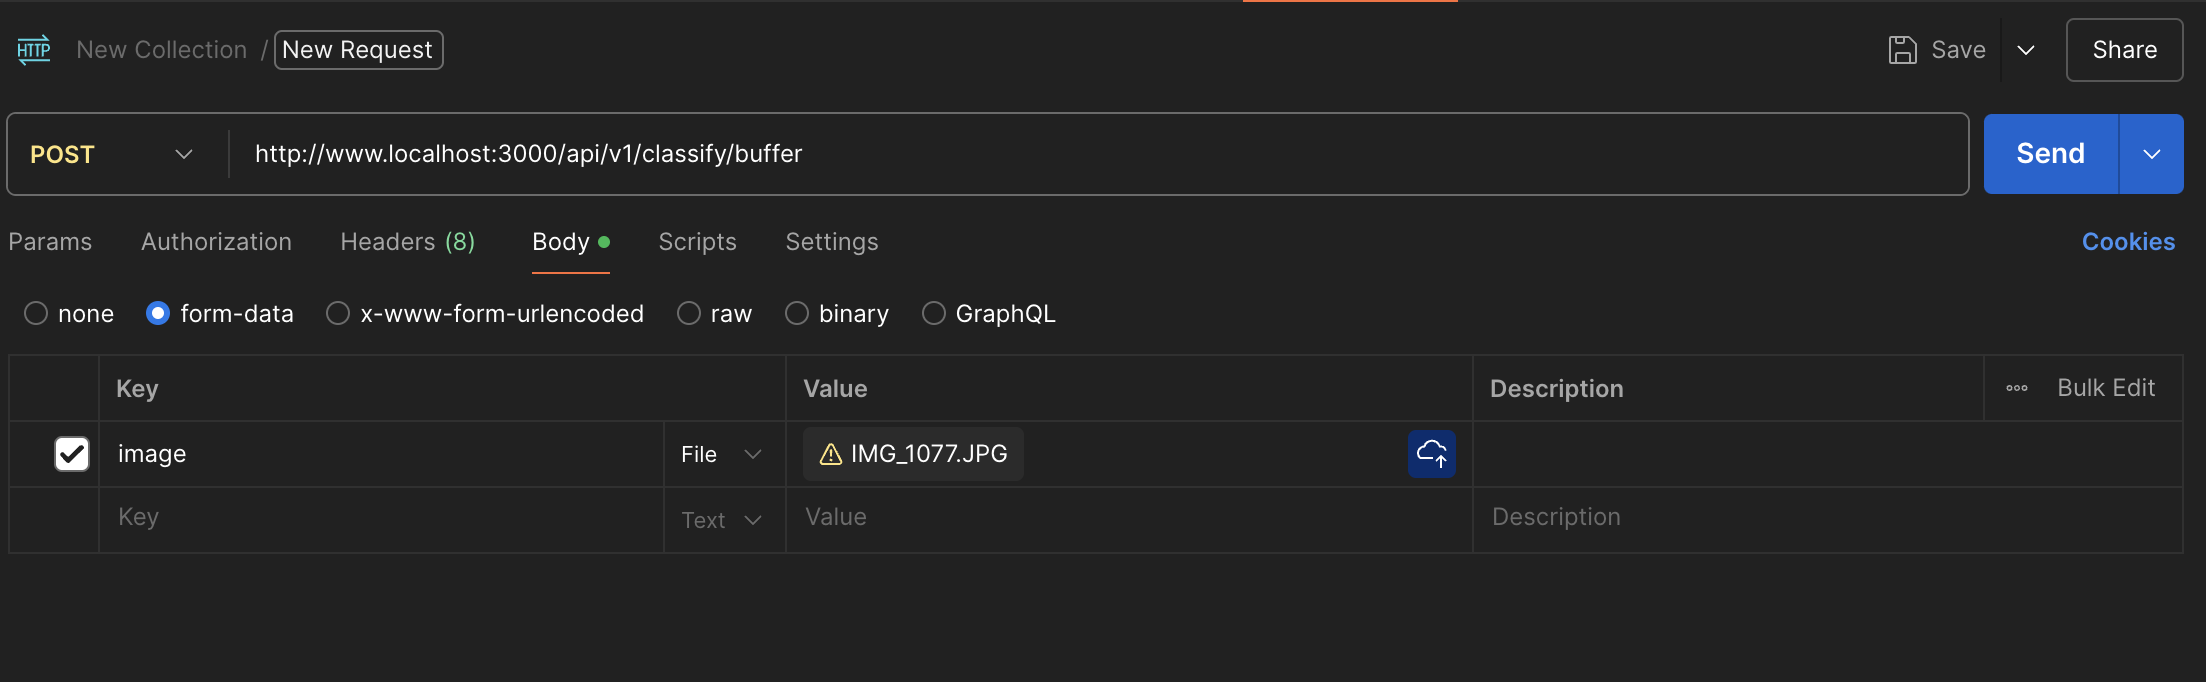 HTTP New Collection / New Request Save Share
POST http://www.localhost:3000/api/v1/classify/buffer Send
Params Authorization Headers (8) Body Scripts Settings Cookies
none form-data x-www-form-urlencoded raw binary GraphQL
Key Value Description Bulk Edit
image File IMG_1077.JPG
Key Text Value Description